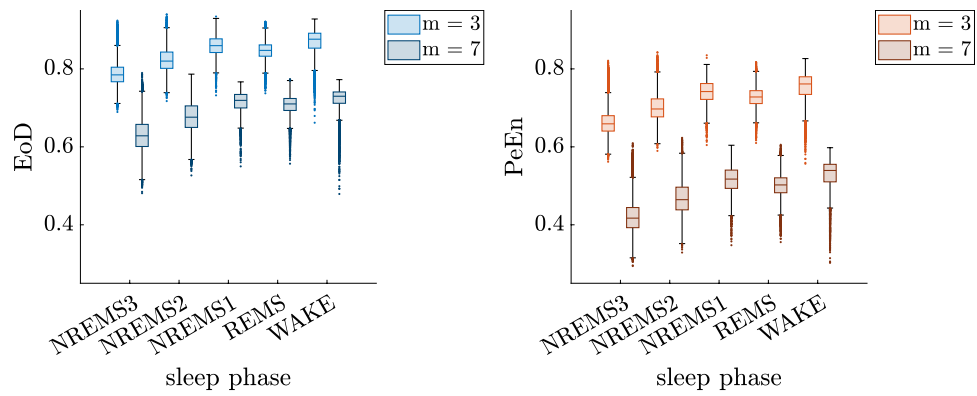 EoD
0.8
0.6
0.4
NREMS3
NREMS2
NREMS1
REMS
WAKE
sleep phase
m = 3
m = 7
PeEn
0.8
0.6
0.4
NREMS3
NREMS2
NREMS1
REMS
WAKE
sleep phase
m = 3
m = 7